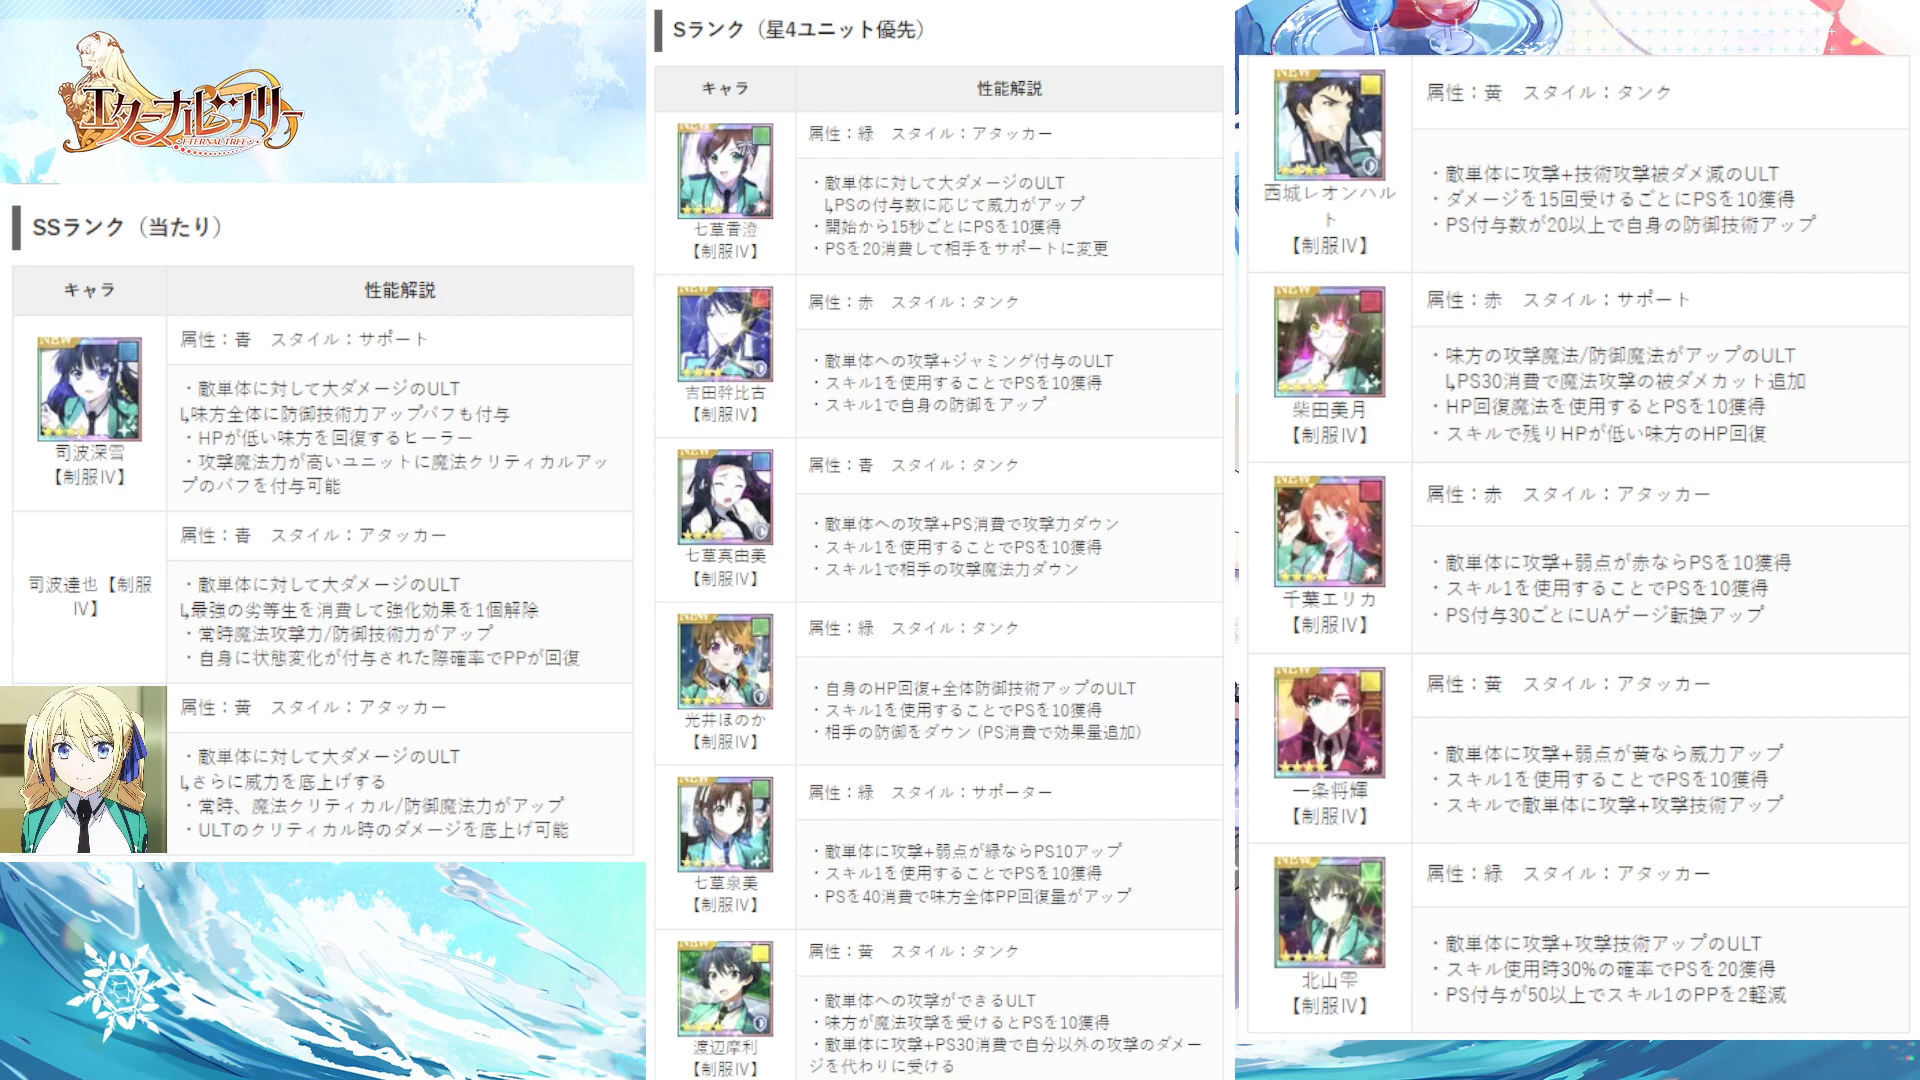 エターナルツリー
ETERNAL TREE
SSランク（当たり）
キャラ
性能解説
NEW
司波深雪
【制服Ⅳ】
属性：青　スタイル：サポート
・敵単体に対して大ダメージのULT
┗味方全体に防御技術力アップバフも付与
・HPが低い味方を回復するヒーラー
・攻撃魔法力が高いユニットに魔法クリティカルアッ
プのバフを付与可能
司波達也【制服
Ⅳ】
属性：青　スタイル：アタッカー
・敵単体に対して大ダメージのULT
┗最強の劣等生を消費して強化効果を1個解除
・常時魔法攻撃力/防御技術力がアップ
・自身に状態変化が付与された際確率でPPが回復
属性：黄　スタイル：アタッカー
・敵単体に対して大ダメージのULT
┗さらに威力を底上げする
・常時、魔法クリティカル/防御魔法力がアップ
・ULTのクリティカル時のダメージを底上げ可能
Sランク（星4ユニット優先）
キャラ
性能解説
NEW
七草香澄
【制服Ⅳ】
属性：緑　スタイル：アタッカー
・敵単体に対して大ダメージのULT
┗PSの付与数に応じて威力がアップ
・開始から15秒ごとにPSを10獲得
・PSを20消費して相手をサポートに変更
NEW
吉田幹比古
【制服Ⅳ】
属性：赤　スタイル：タンク
・敵単体への攻撃+ジャミング付与のULT
・スキル1を使用することでPSを10獲得
・スキル1で自身の防御をアップ
NEW
七草真由美
【制服Ⅳ】
属性：青　スタイル：タンク
・敵単体への攻撃+PS消費で攻撃力ダウン
・スキル1を使用することでPSを10獲得
・スキル1で相手の攻撃魔法力ダウン
NEW
光井ほのか
【制服Ⅳ】
属性：緑　スタイル：タンク
・自身のHP回復+全体防御技術アップのULT
・スキル1を使用することでPSを10獲得
・相手の防御をダウン (PS消費で効果量追加)
NEW
七草泉美
【制服Ⅳ】
属性：緑　スタイル：サポーター
・敵単体に攻撃+弱点が緑ならPS10アップ
・スキル1を使用することでPSを10獲得
・PSを40消費で味方全体PP回復量がアップ
NEW
渡辺摩利
【制服Ⅳ】
属性：黄　スタイル：タンク
・敵単体への攻撃ができるULT
・味方が魔法攻撃を受けるとPSを10獲得
・敵単体に攻撃+PS30消費で自分以外の攻撃のダメー
ジを代わりに受ける
NEW
西城レオンハル
ト
【制服Ⅳ】
属性：黄　スタイル：タンク
・敵単体に攻撃+技術攻撃被ダメ減のULT
・ダメージを15回受けるごとにPSを10獲得
・PS付与数が20以上で自身の防御技術アップ
NEW
柴田美月
【制服Ⅳ】
属性：赤　スタイル：サポート
・味方の攻撃魔法/防御魔法がアップのULT
┗PS30消費で魔法攻撃の被ダメカット追加
・HP回復魔法を使用するとPSを10獲得
・スキルで残りHPが低い味方のHP回復
NEW
千葉エリカ
【制服Ⅳ】
属性：赤　スタイル：アタッカー
・敵単体に攻撃+弱点が赤ならPSを10獲得
・スキル1を使用することでPSを10獲得
・PS付与30ごとにUAゲージ転換アップ
NEW
一条将輝
【制服Ⅳ】
属性：黄　スタイル：アタッカー
・敵単体に攻撃+弱点が黄なら威力アップ
・スキル1を使用することでPSを10獲得
・スキルで敵単体に攻撃+攻撃技術アップ
NEW
北山雫
【制服Ⅳ】
属性：緑　スタイル：アタッカー
・敵単体に攻撃+攻撃技術アップのULT
・スキル使用時30%の確率でPSを20獲得
・PS付与が50以上でスキル1のPPを2軽減